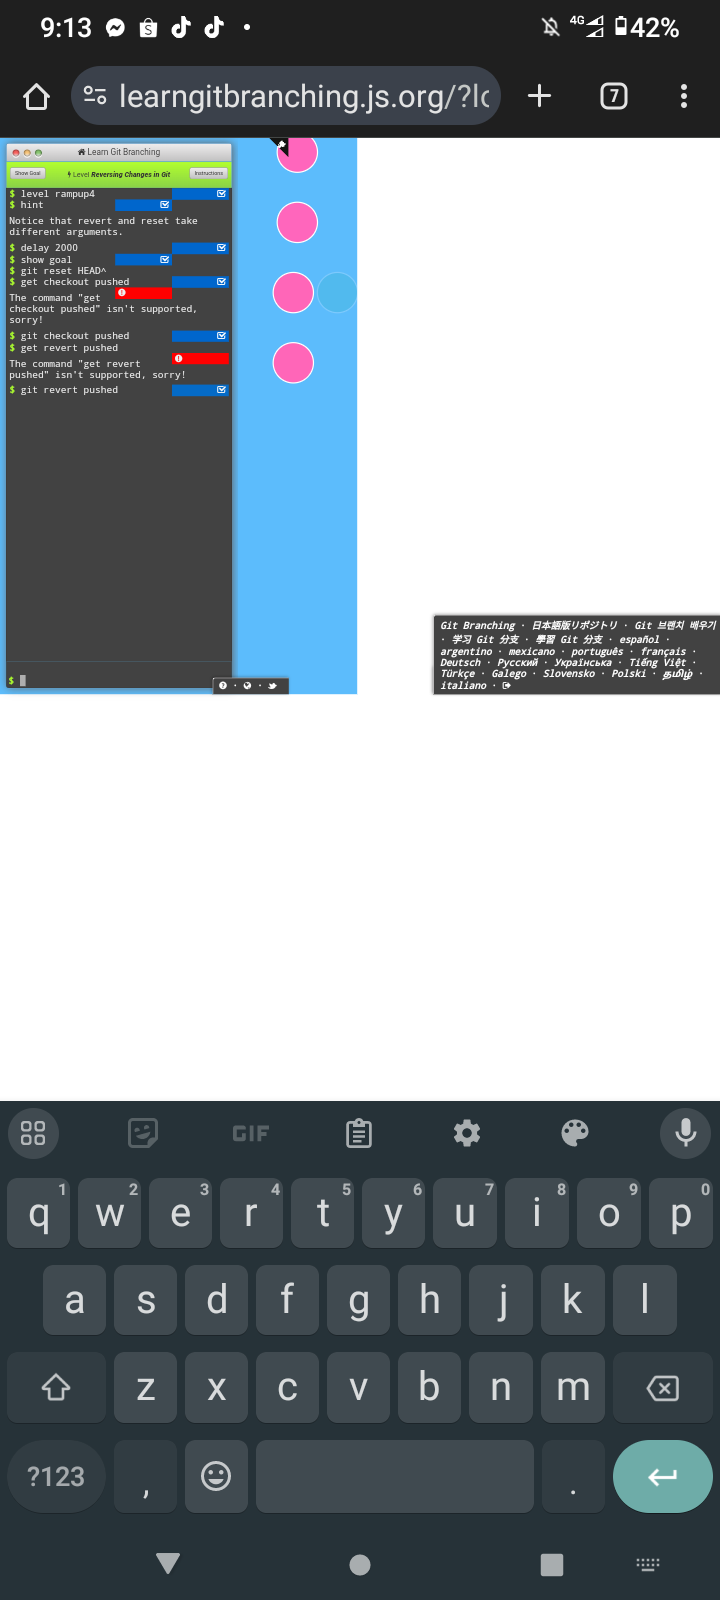 9:13
4G 42%
learngitbranching.js.org/?lo
7
Learn Git Branching
Show Goal
Level Reversing Changes in Git
Instructions
$ level rampup4
$ hint
Notice that revert and reset take
different arguments.
$ delay 2000
$ show goal
$ git reset HEAD^
$ get checkout pushed
The command "get
checkout pushed" isn't supported,
sorry!
$ git checkout pushed
$ get revert pushed
The command "get revert
pushed" isn't supported, sorry!
$ git revert pushed
$
Git Branching · 日本語版リポジトリ · Git 브랜치 배우기
· 学习 Git 分支 · 學習 Git 分支 · español ·
argentino · mexicano · português · français ·
Deutsch · Русский · Українська · Tiếng Việt ·
Türkçe · Galego · Slovensko · Polski · தமிழ் ·
italiano ·
GIF
1 2 3 4 5 6 7 8 9 0
q w e r t y u i o p
a s d f g h j k l
z x c v b n m
?123 , .